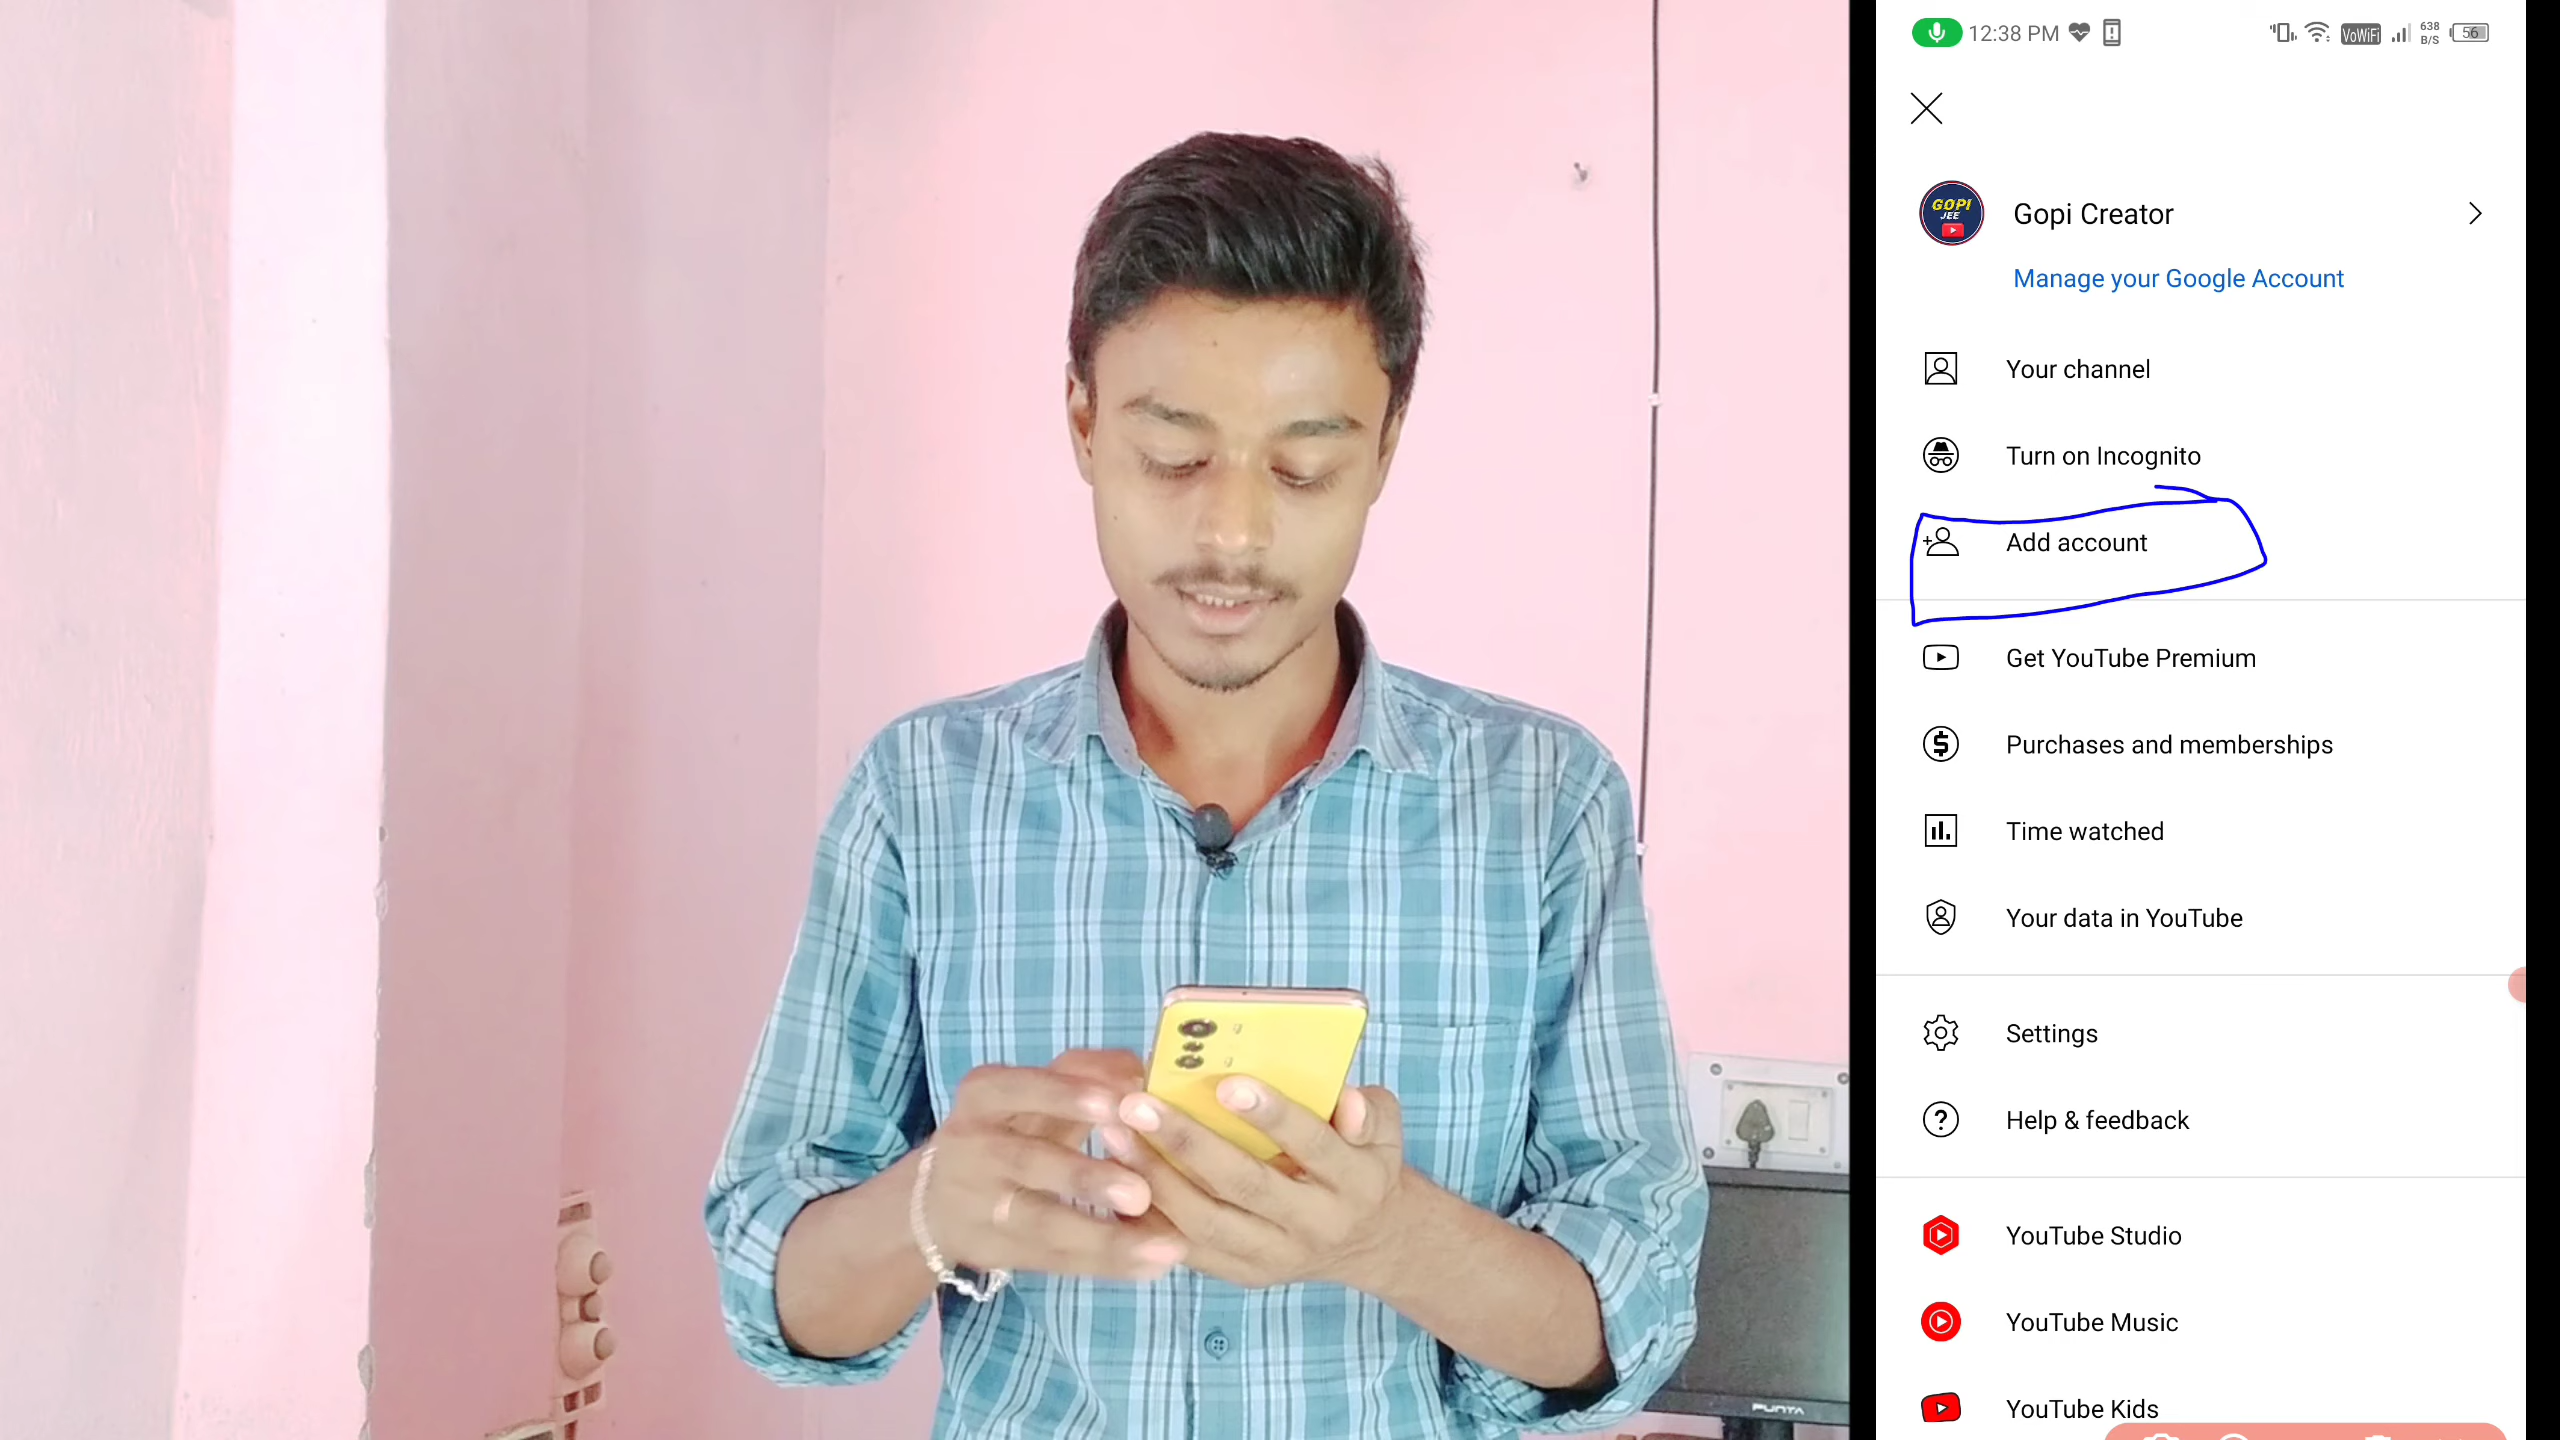 12:38 PM VoWiFi 638 B/S 56
GOPI
JEE
Gopi Creator
Manage your Google Account
Your channel
Turn on Incognito
Add account
Get YouTube Premium
Purchases and memberships
Time watched
Your data in YouTube
Settings
Help & feedback
YouTube Studio
YouTube Music
YouTube Kids
PUNTA